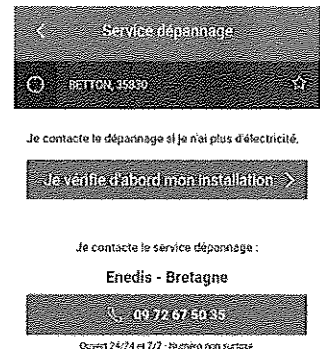 Service dépannage
BETTON, 35830
Je contacte le dépannage si je n'ai plus d'électricité.
Je vérifie d'abord mon installation >
Je contacte le service dépannage :
Enedis - Bretagne
09 72 67 50 35
Ouvert 24/24 et 7/7 - Numéro non surtaxé